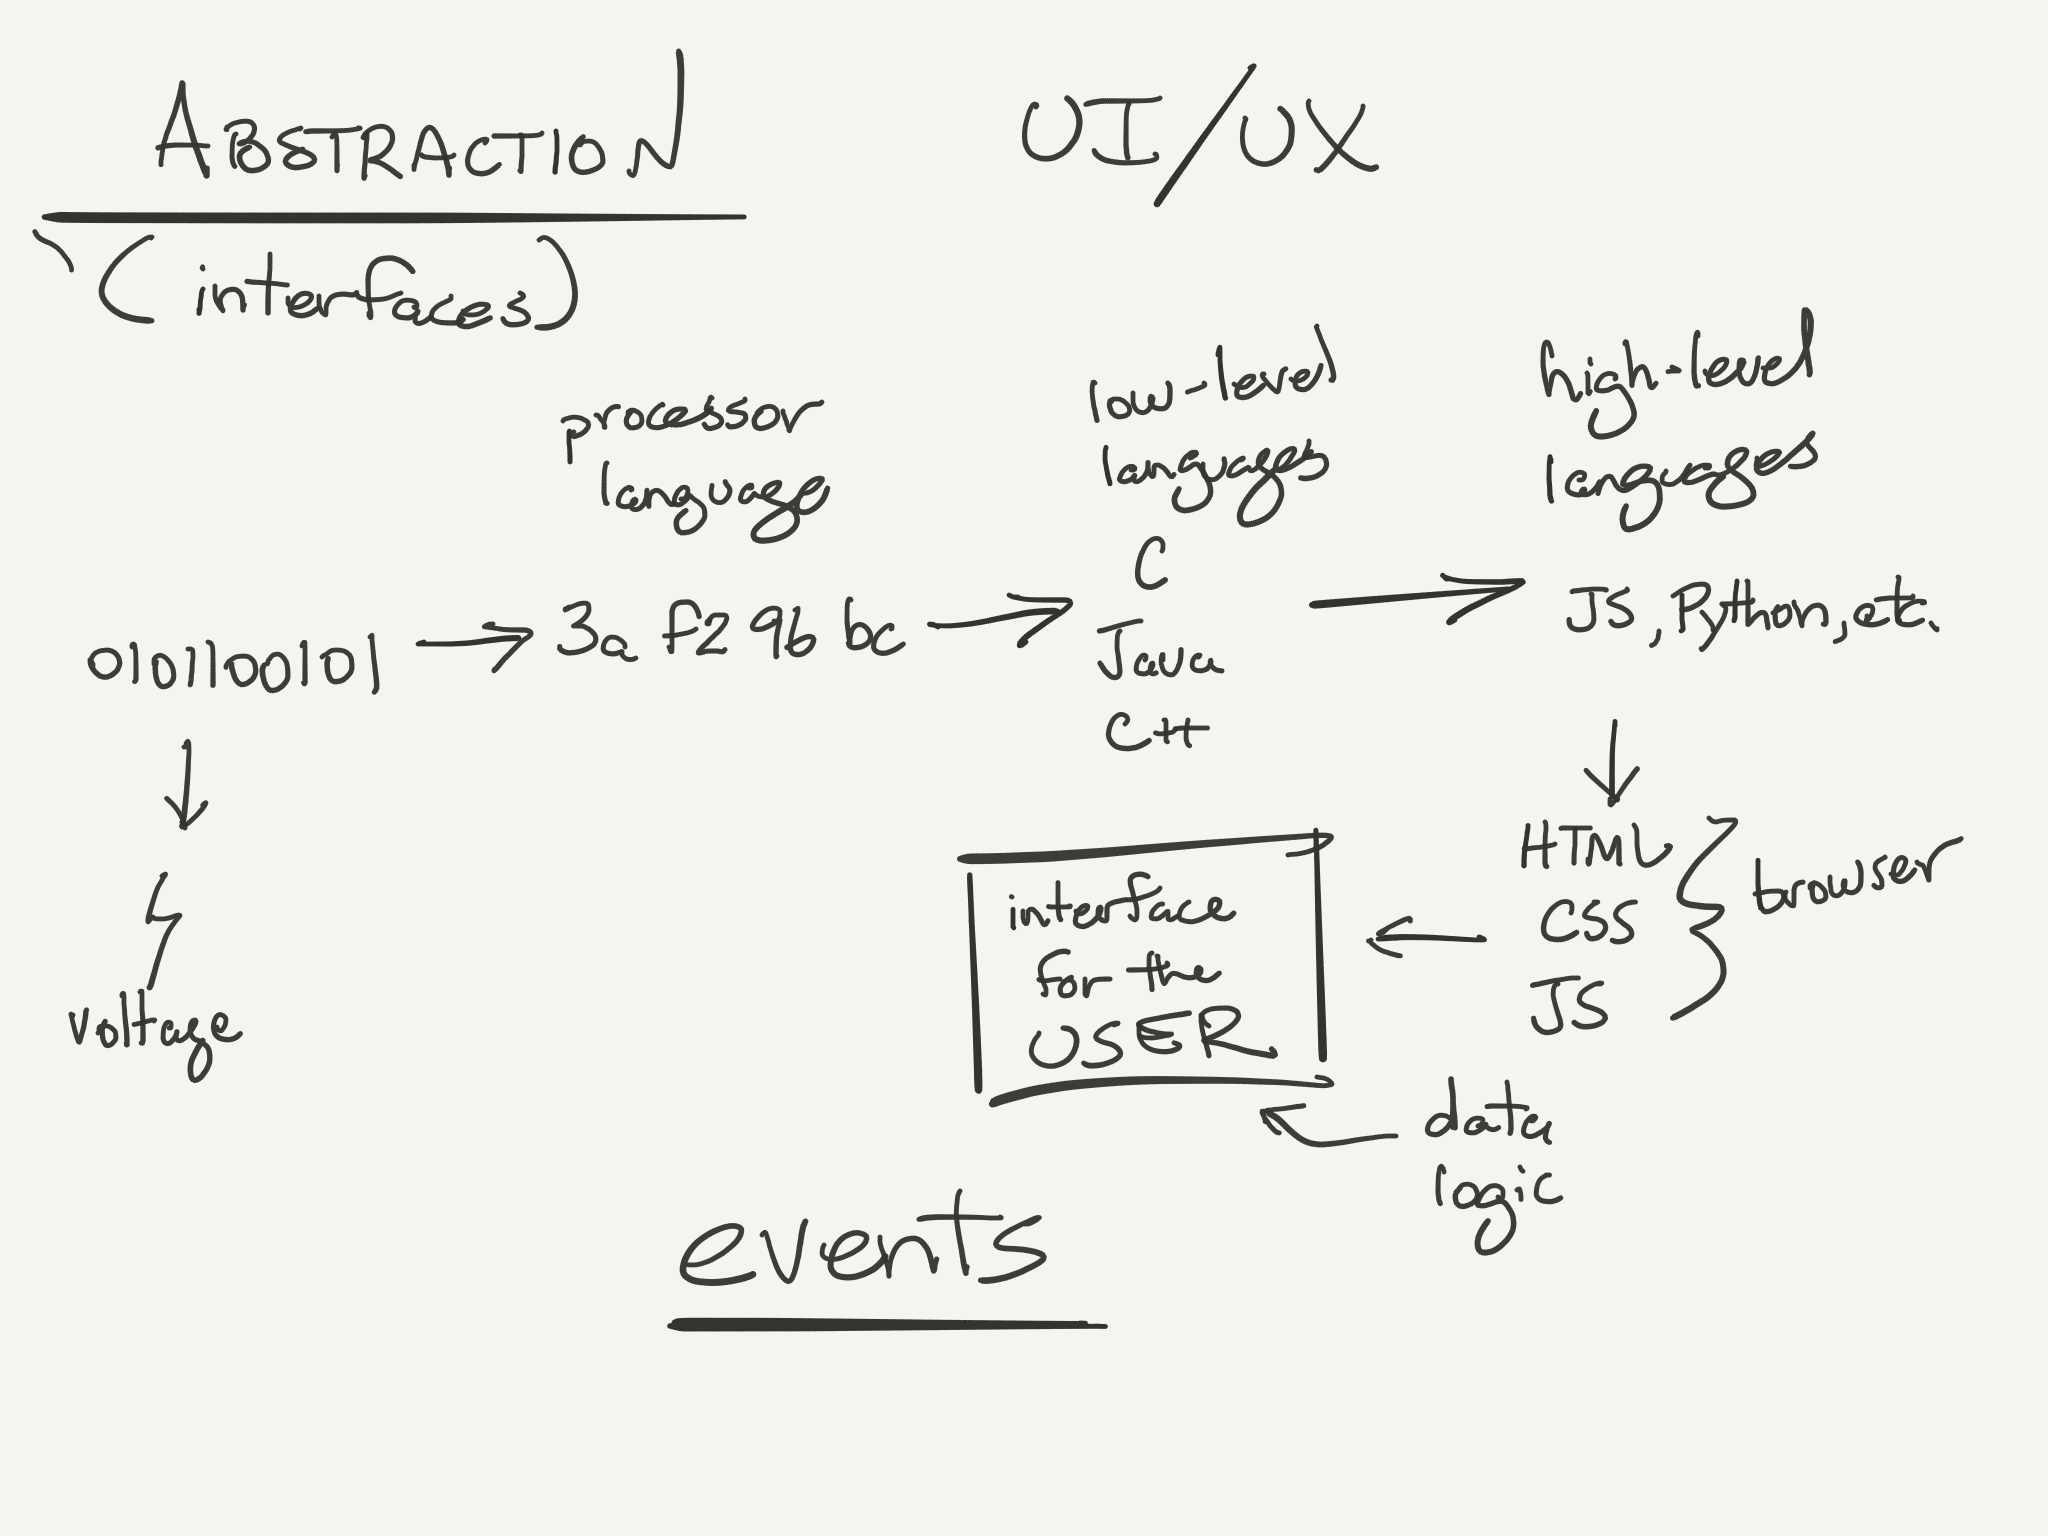 ABSTRACTION
(interfaces)
UI/UX
processor
language
low-level
languages
high-level
languages
0101100101
3a f2 9b bc
C
Java
C++
JS, Python, etc.
voltage
HTML
CSS
JS
browser
interface
for the
USER
data
logic
events